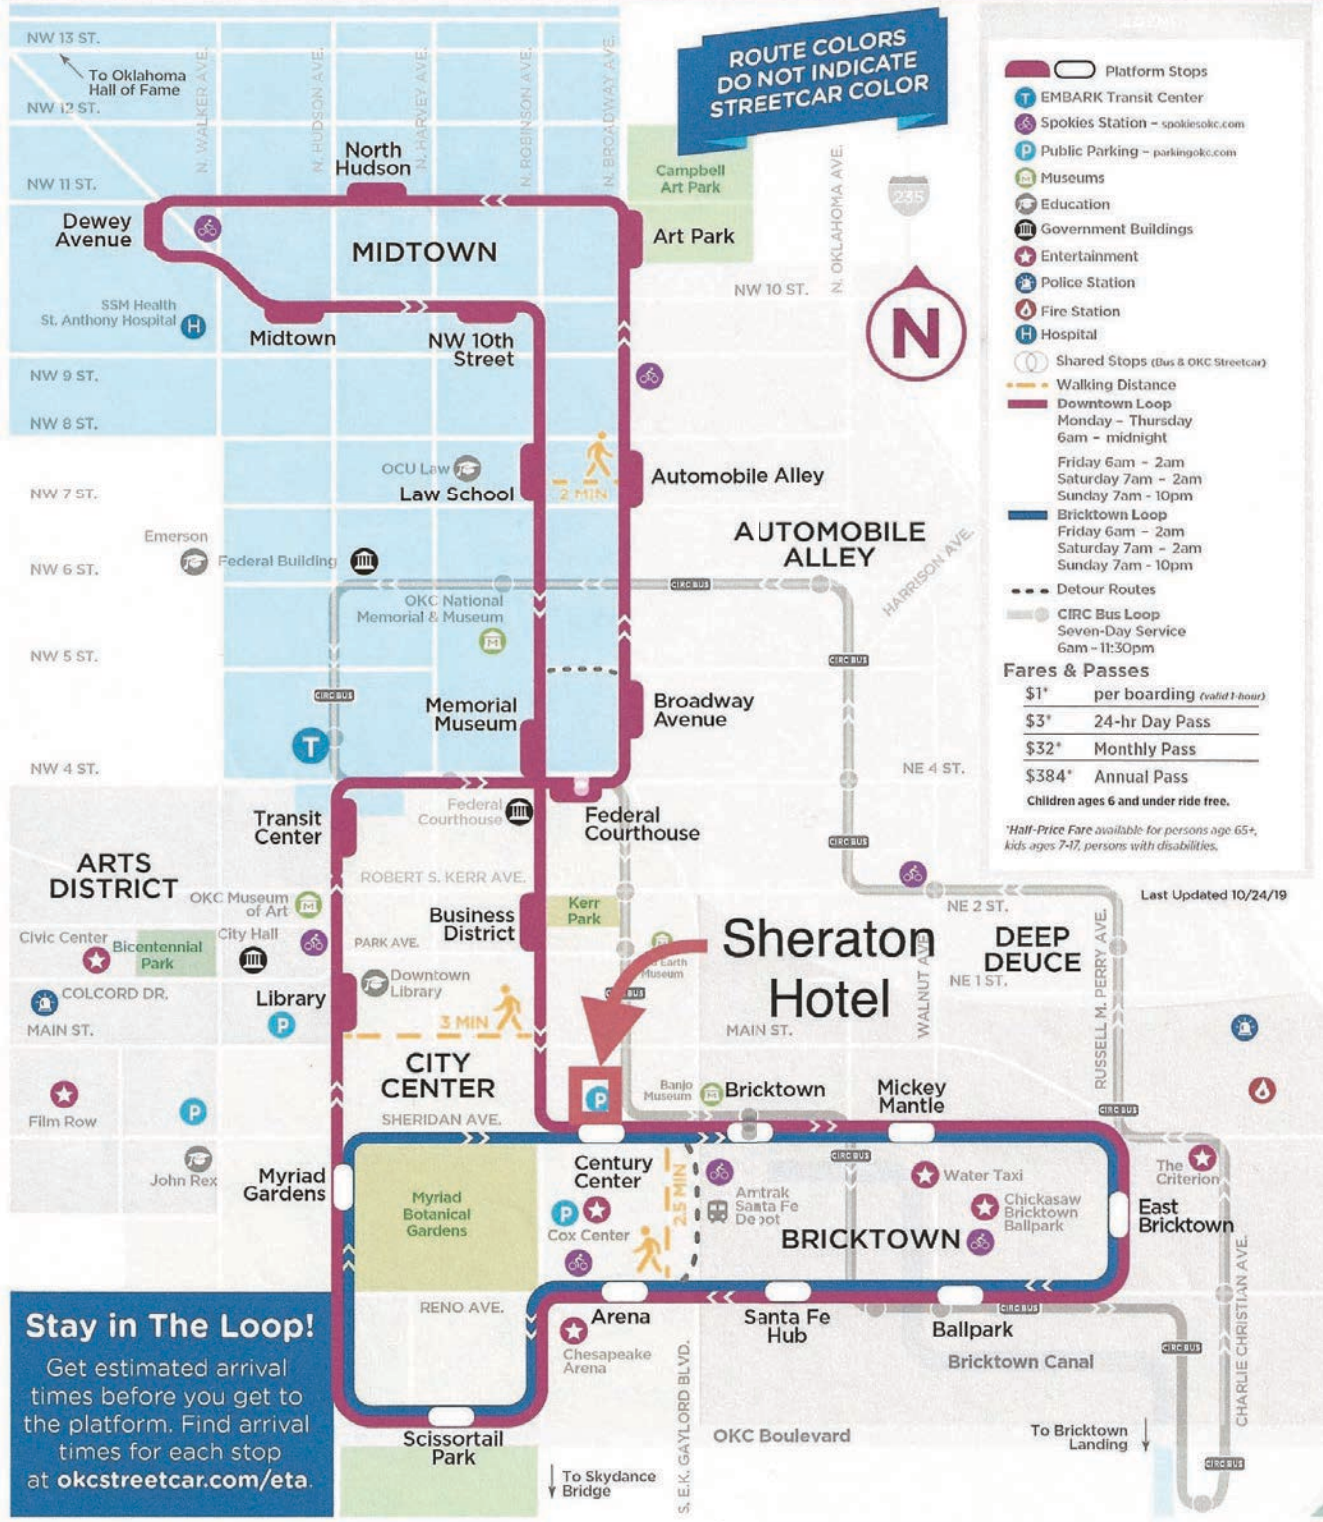 NW 13 ST.
To Oklahoma
Hall of Fame
NW 12 ST.
N. WALKER AVE.
N. HUDSON AVE.
N. HARVEY AVE.
N. ROBINSON AVE.
N. BROADWAY AVE.
ROUTE COLORS
DO NOT INDICATE
STREETCAR COLOR
North
Hudson
NW 11 ST.
Campbell
Art Park
N. OKLAHOMA AVE.
235
Dewey
Avenue
MIDTOWN
Art Park
NW 10 ST.
SSM Health
St. Anthony Hospital
H
Midtown
NW 10th
Street
N
NW 9 ST.
NW 8 ST.
OCU Law
Law School
2 MIN
Automobile Alley
NW 7 ST.
AUTOMOBILE
ALLEY
HARRISON AVE.
Emerson
Federal Building
NW 6 ST.
CIRC BUS
OKC National
Memorial & Museum
M
NW 5 ST.
CIRC BUS
CIRC BUS
Memorial
Museum
Broadway
Avenue
T
NW 4 ST.
NE 4 ST.
Transit
Center
Federal
Courthouse
Federal
Courthouse
CIRC BUS
ARTS
DISTRICT
ROBERT S. KERR AVE.
OKC Museum
of Art
M
Business
District
Kerr
Park
NE 2 ST.
Civic Center
Bicentennial
Park
City Hall
PARK AVE.
Sheraton
Hotel
WALNUT AVE.
DEEP
DEUCE
RUSSELL M. PERRY AVE.
COLCORD DR.
Library
P
Downtown
Library
Earth
Museum
NE 1 ST.
MAIN ST.
3 MIN
MAIN ST.
CITY
CENTER
Film Row
P
SHERIDAN AVE.
P
Banjo
Museum
M
Bricktown
Mickey
Mantle
CIRC BUS
John Rex
Myriad
Gardens
Myriad
Botanical
Gardens
Century
Center
P
Cox Center
2.5 MIN
Amtrak
Santa Fe
Depot
CIRC BUS
Water Taxi
Chickasaw
Bricktown
Ballpark
BRICKTOWN
The
Criterion
East
Bricktown
RENO AVE.
Arena
Chesapeake
Arena
Santa Fe
Hub
Ballpark
CIRC BUS
Bricktown Canal
CIRC BUS
CHARLIE CHRISTIAN AVE.
S. E.K. GAYLORD BLVD.
OKC Boulevard
To Bricktown
Landing
CIRC BUS
Scissortail
Park
To Skydance
Bridge
Stay in The Loop!
Get estimated arrival
times before you get to
the platform. Find arrival
times for each stop
at okcstreetcar.com/eta.
Platform Stops
T EMBARK Transit Center
Spokies Station – spokiesokc.com
P Public Parking – parkingokc.com
M Museums
Education
Government Buildings
Entertainment
Police Station
Fire Station
H Hospital
Shared Stops (Bus & OKC Streetcar)
Walking Distance
Downtown Loop
Monday – Thursday
6am – midnight
Friday 6am – 2am
Saturday 7am – 2am
Sunday 7am - 10pm
Bricktown Loop
Friday 6am – 2am
Saturday 7am – 2am
Sunday 7am - 10pm
Detour Routes
CIRC Bus Loop
Seven-Day Service
6am – 11:30pm
Fares & Passes
$1* per boarding (valid 1-hour)
$3* 24-hr Day Pass
$32* Monthly Pass
$384* Annual Pass
Children ages 6 and under ride free.
*Half-Price Fare available for persons age 65+,
kids ages 7-17, persons with disabilities.
Last Updated 10/24/19